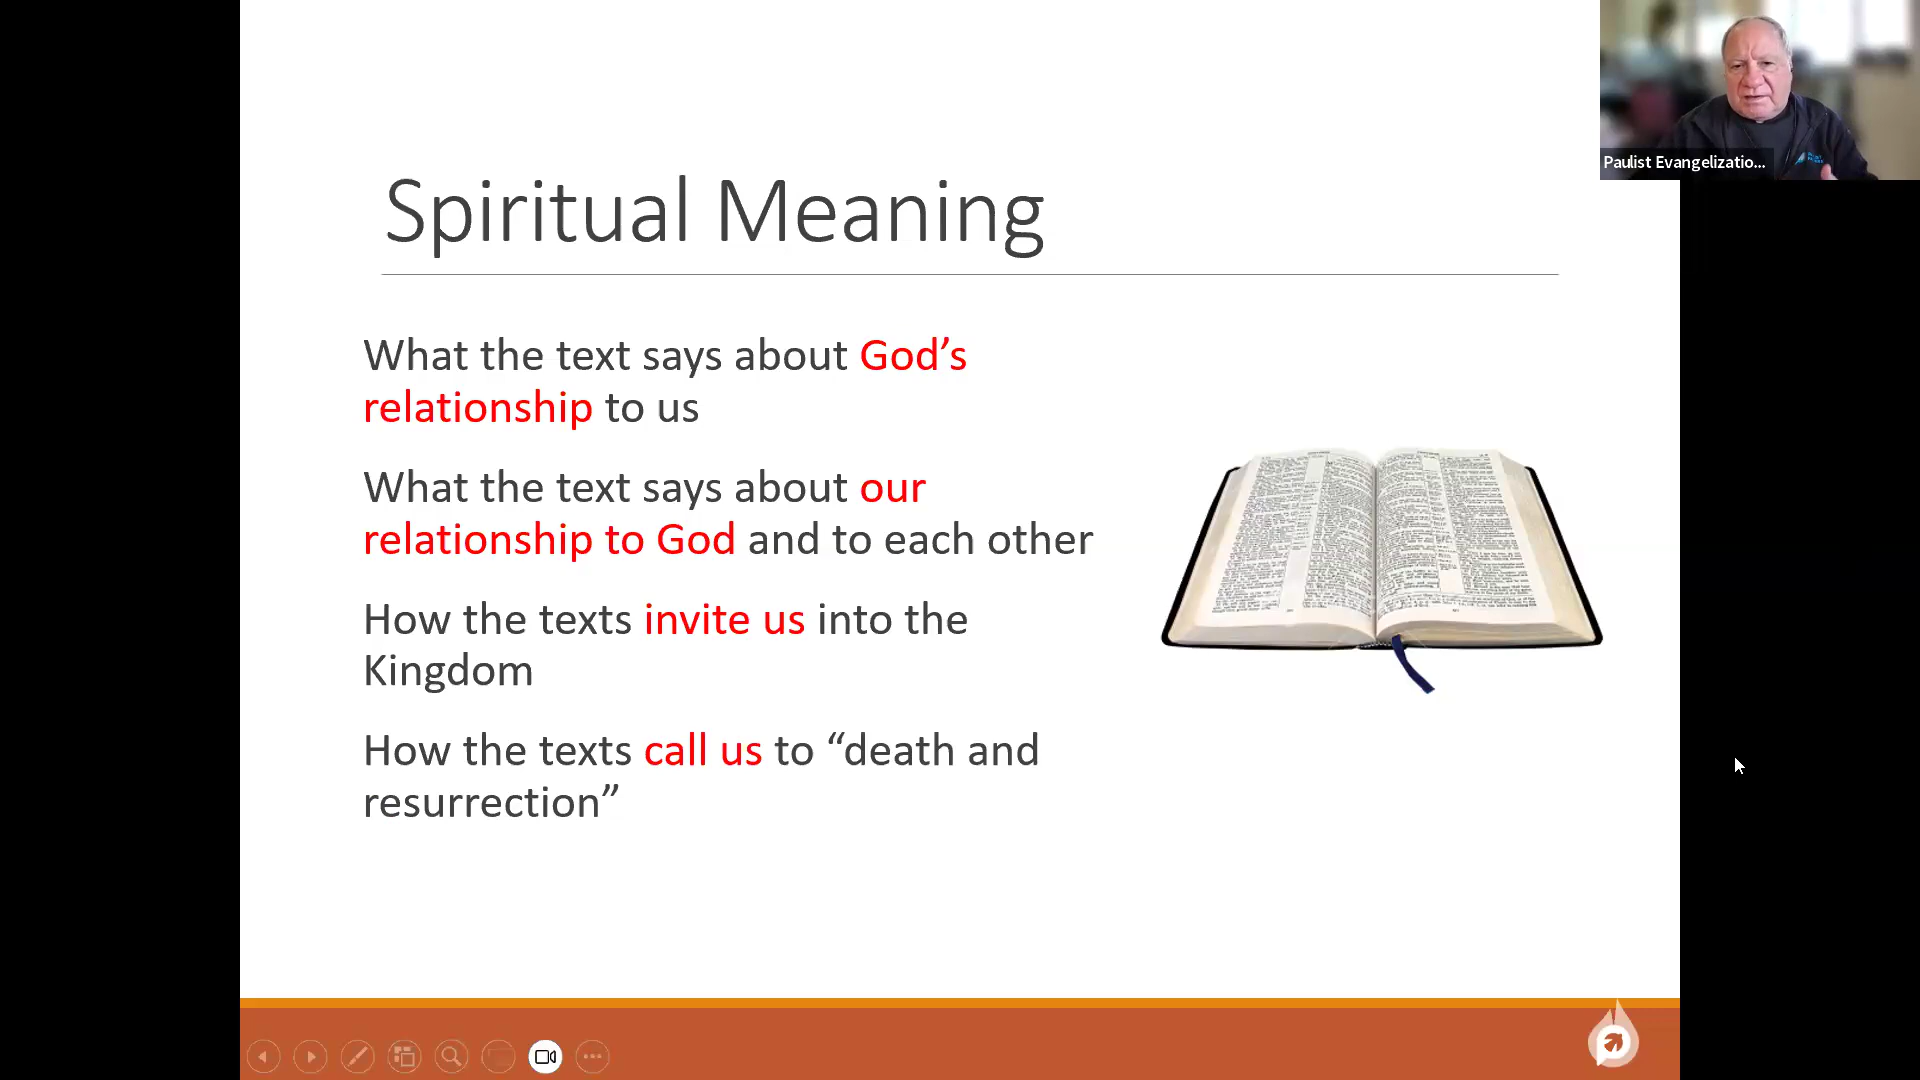 Paulist Evangelizatio...
Spiritual Meaning
What the text says about God’s
relationship to us
What the text says about our
relationship to God and to each other
How the texts invite us into the
Kingdom
How the texts call us to “death and
resurrection”